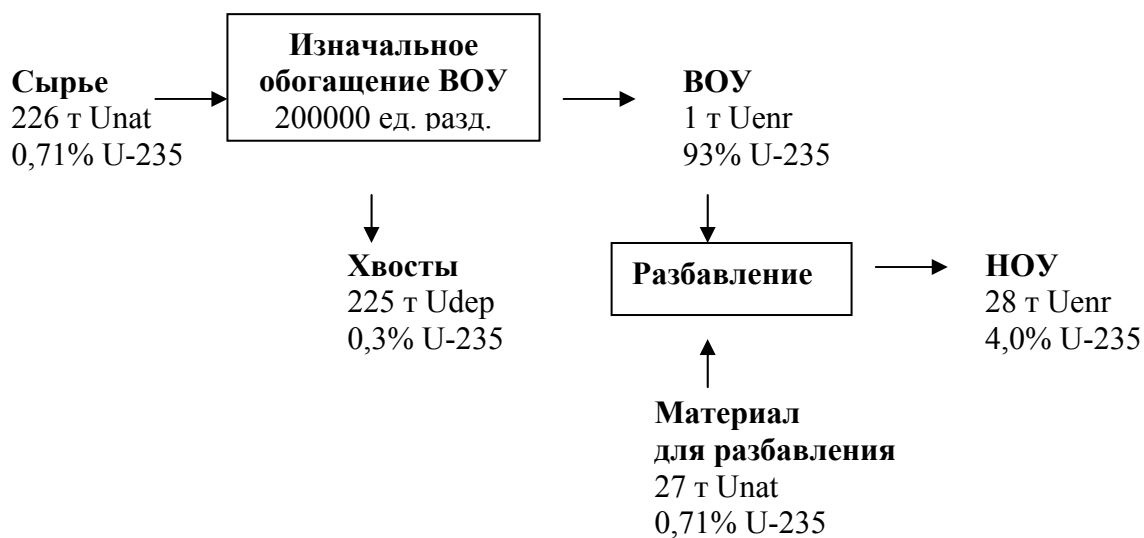 Изначальное
обогащение ВОУ
200000 ед. разд.
Сырье
226 т Unat
0,71% U-235
ВОУ
1 т Uenr
93% U-235
Хвосты
225 т Udep
0,3% U-235
Разбавление
НОУ
28 т Uenr
4,0% U-235
Материал
для разбавления
27 т Unat
0,71% U-235